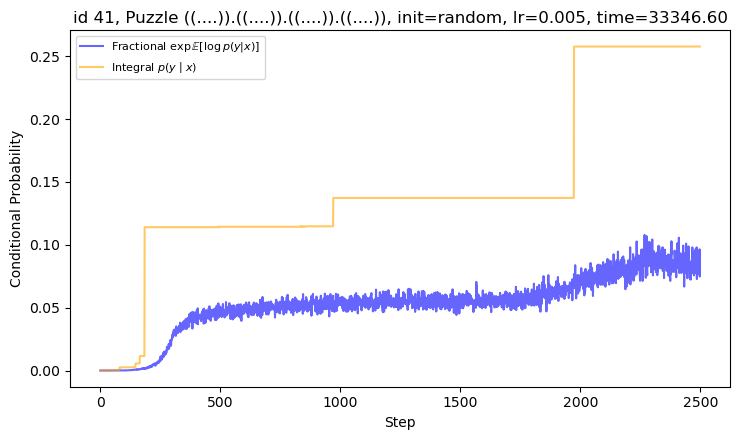 id 41, Puzzle ((....)).((....)).((....)).((....)), init=random, lr=0.005, time=33346.60
Fractional exp𝔼[log p(y|x)]
Integral p(y | x)
0.25
0.20
0.15
0.10
0.05
0.00
Conditional Probability
0
500
1000
1500
2000
2500
Step